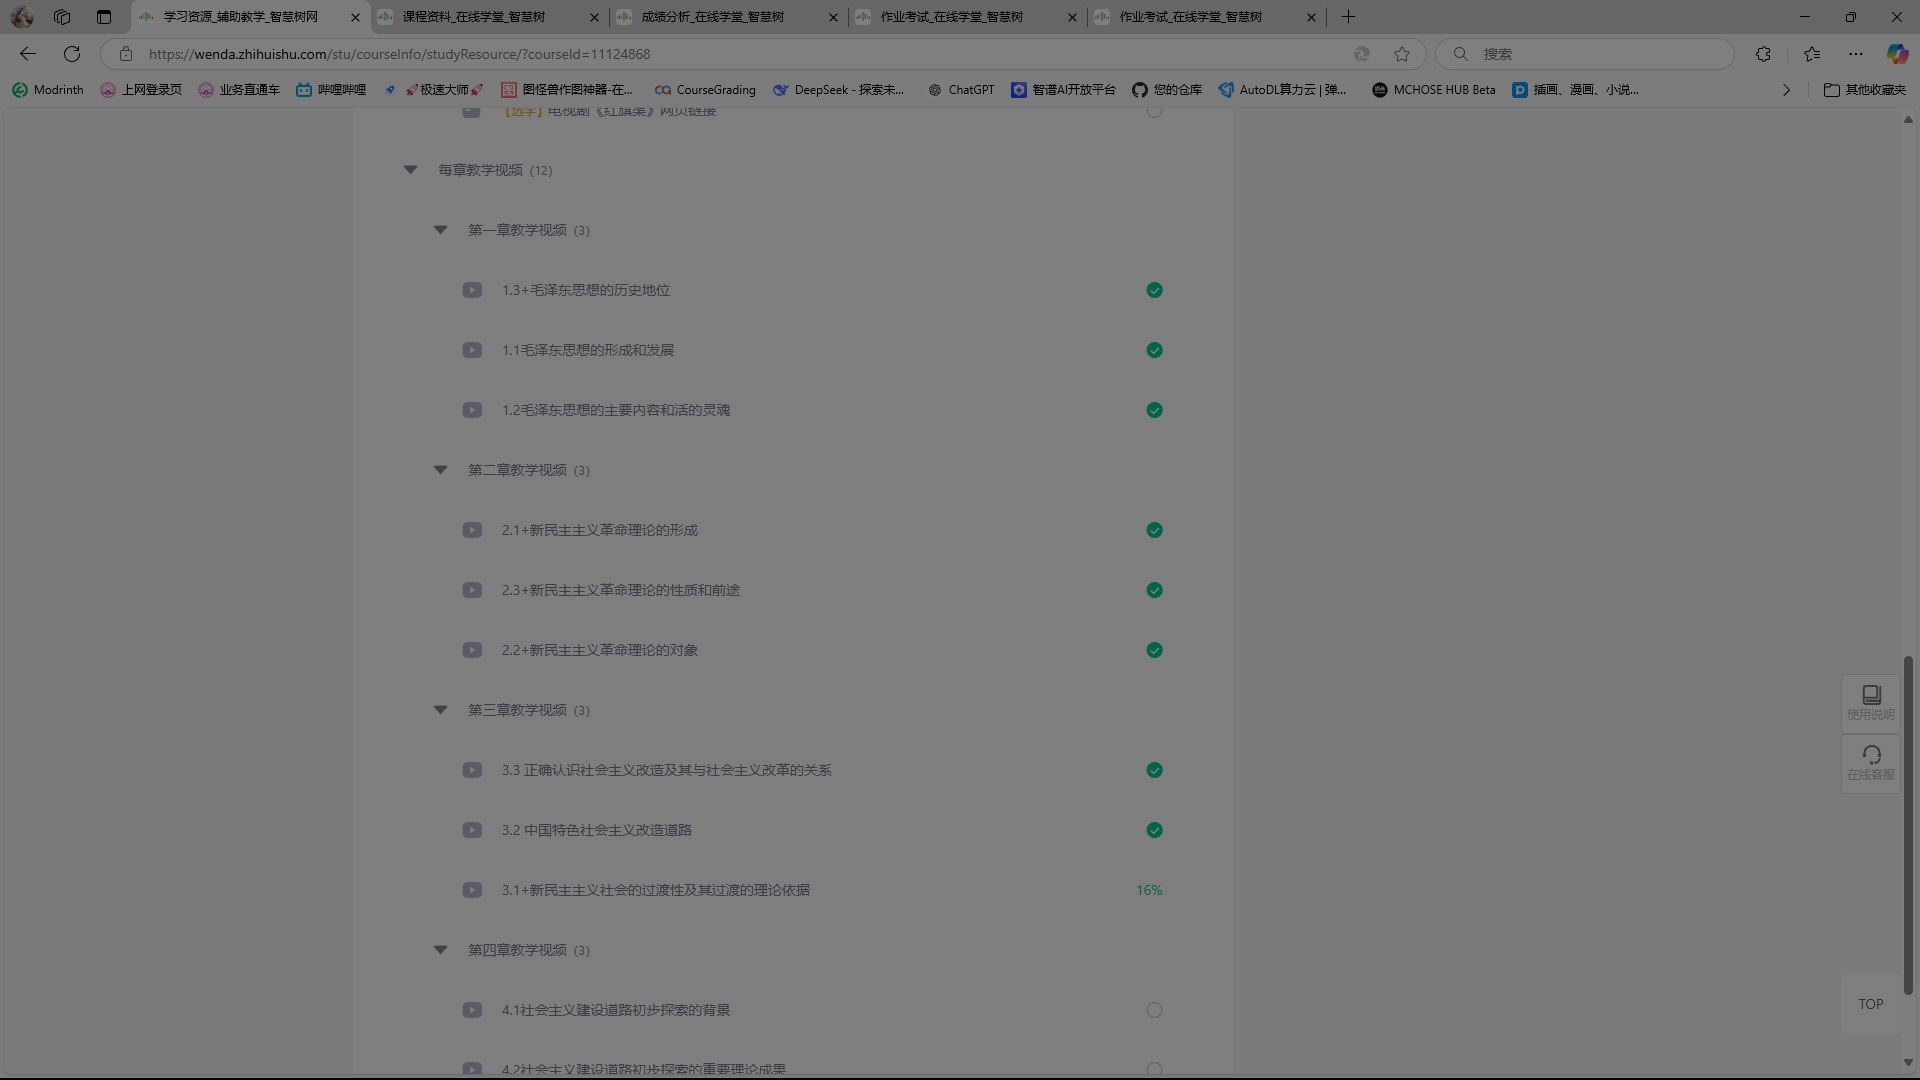 学习资源_辅助教学_智慧树网
课程资料_在线学堂_智慧树
成绩分析_在线学堂_智慧树
作业考试_在线学堂_智慧树
作业考试_在线学堂_智慧树
https://wenda.zhihuishu.com/stu/courseInfo/studyResource/?courseId=11124868
搜索
Modrinth
上网登录页
业务直通车
哔哩哔哩
🚀极速大师🚀
图怪兽作图神器-在...
CourseGrading
DeepSeek - 探索未...
ChatGPT
智谱AI开放平台
您的仓库
AutoDL算力云 | 弹...
MCHOSE HUB Beta
插画、漫画、小说...
其他收藏夹
【选学】电视剧《红旗渠》网页链接
每章教学视频 (12)
第一章教学视频 (3)
1.3+毛泽东思想的历史地位
1.1毛泽东思想的形成和发展
1.2毛泽东思想的主要内容和活的灵魂
第二章教学视频 (3)
2.1+新民主主义革命理论的形成
2.3+新民主主义革命理论的性质和前途
2.2+新民主主义革命理论的对象
第三章教学视频 (3)
3.3 正确认识社会主义改造及其与社会主义改革的关系
3.2 中国特色社会主义改造道路
3.1+新民主主义社会的过渡性及其过渡的理论依据
16%
第四章教学视频 (3)
4.1社会主义建设道路初步探索的背景
4.2社会主义建设道路初步探索的重要理论成果
使用说明
在线客服
TOP